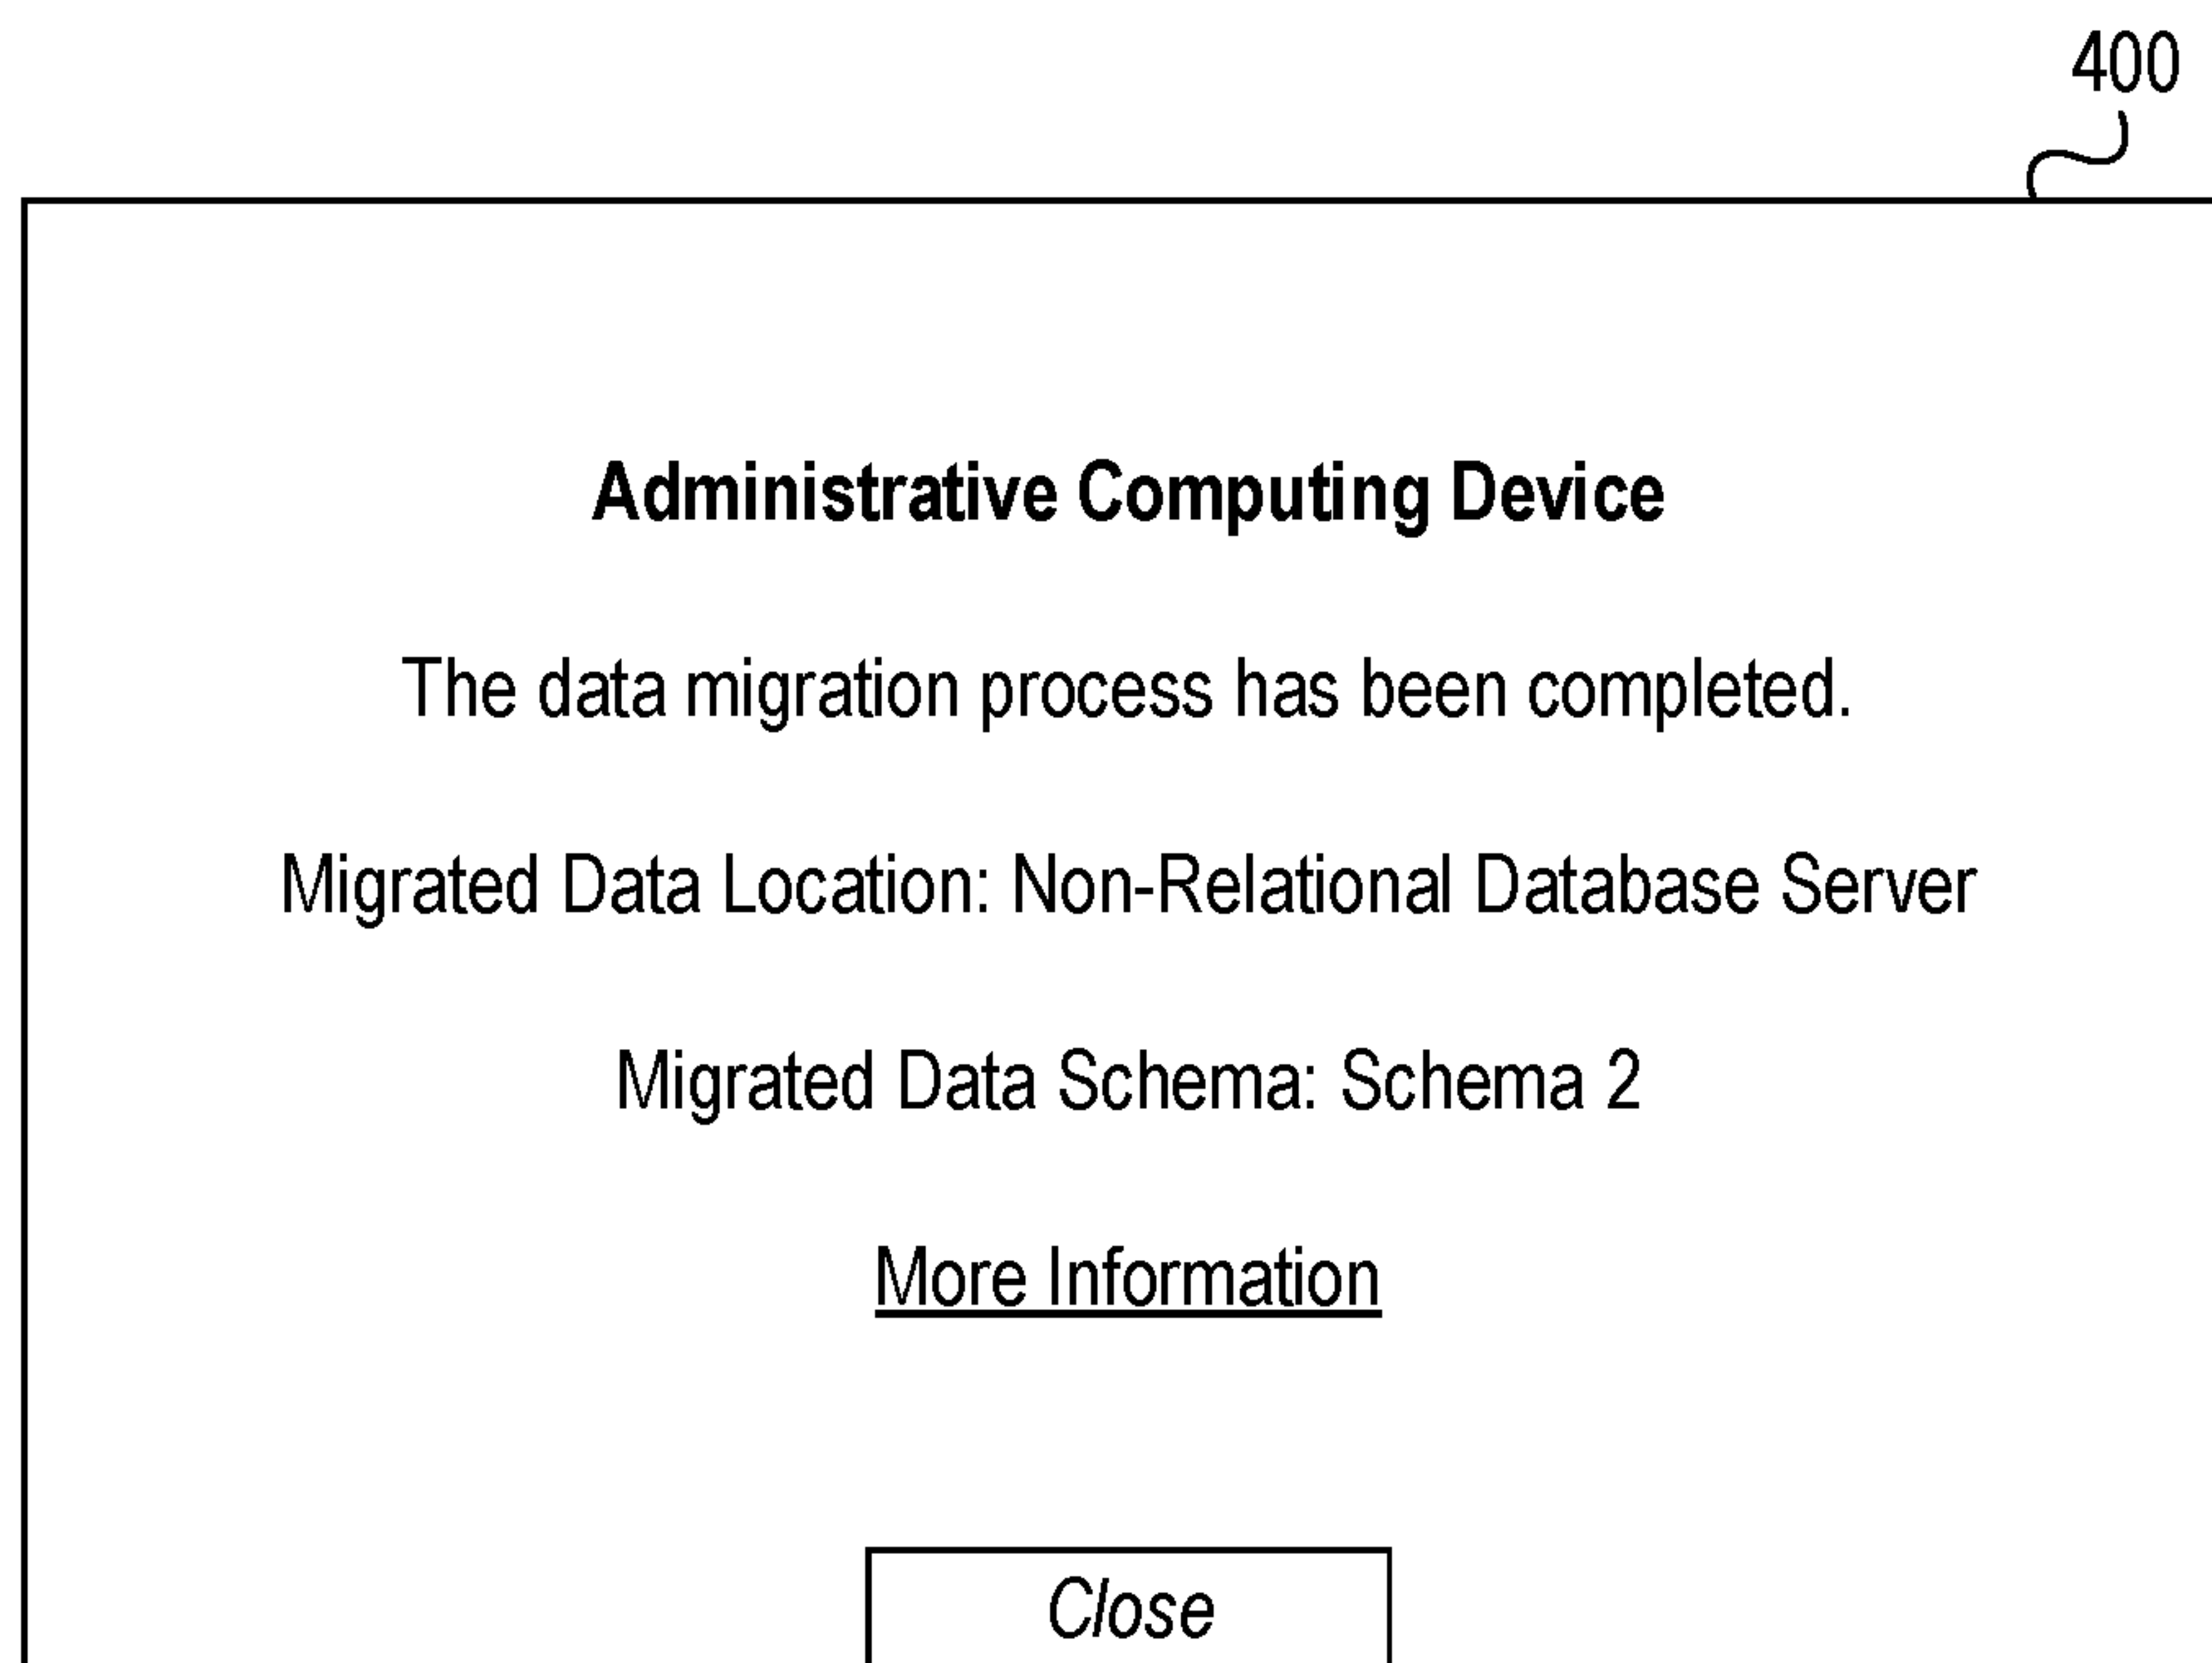 400
Administrative Computing Device
The data migration process has been completed.
Migrated Data Location: Non-Relational Database Server
Migrated Data Schema: Schema 2
More Information
Close